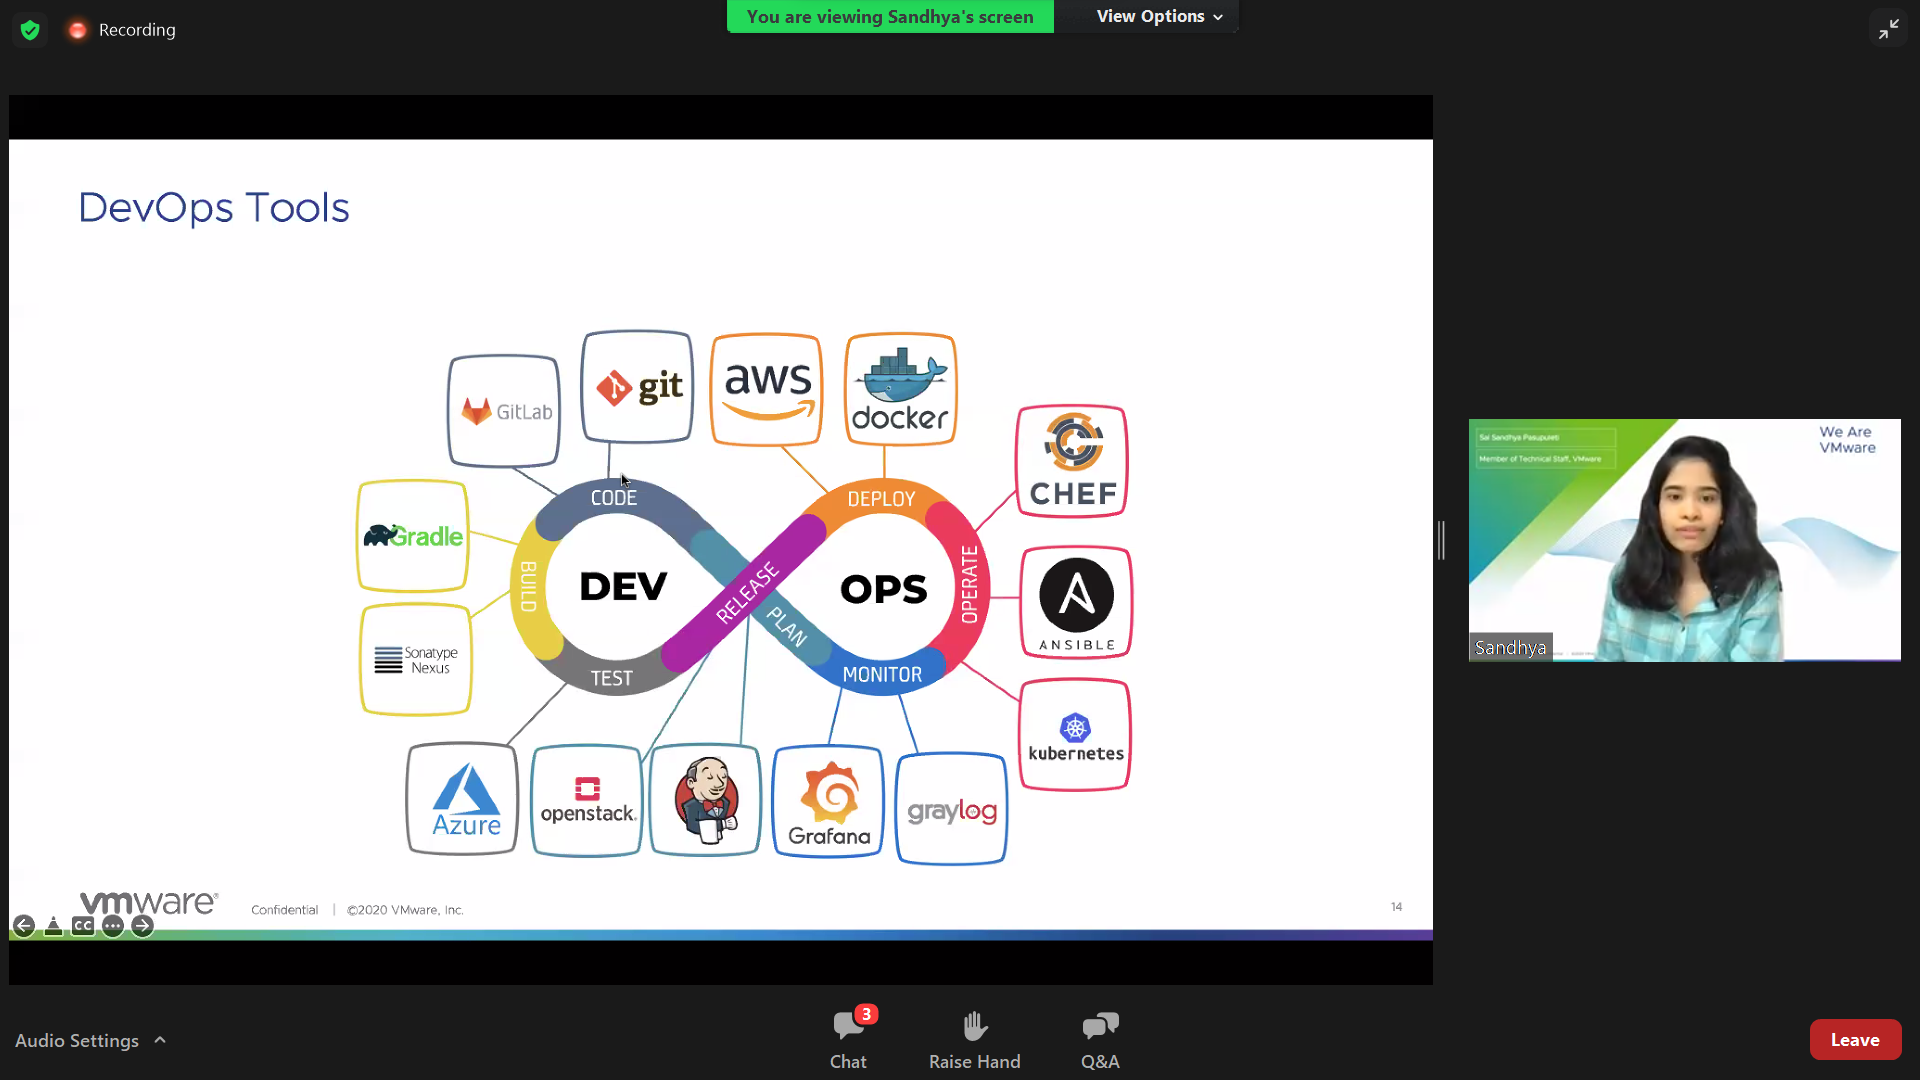 Recording
You are viewing Sandhya's screen
View Options
DevOps Tools
GitLab
git
aws
docker
CHEF
Gradle
CODE
DEPLOY
BUILD
DEV
RELEASE
OPS
OPERATE
ANSIBLE
PLAN
Sonatype
Nexus
TEST
MONITOR
kubernetes
Azure
openstack.
Grafana
graylog
vmware®
Confidential | ©2020 VMware, Inc.
14
CC
Sai Sandhya Pasupureti
Member of Technical Staff, VMware
We Are
VMware
Sandhya
Audio Settings
3
Chat
Raise Hand
Q&A
Leave